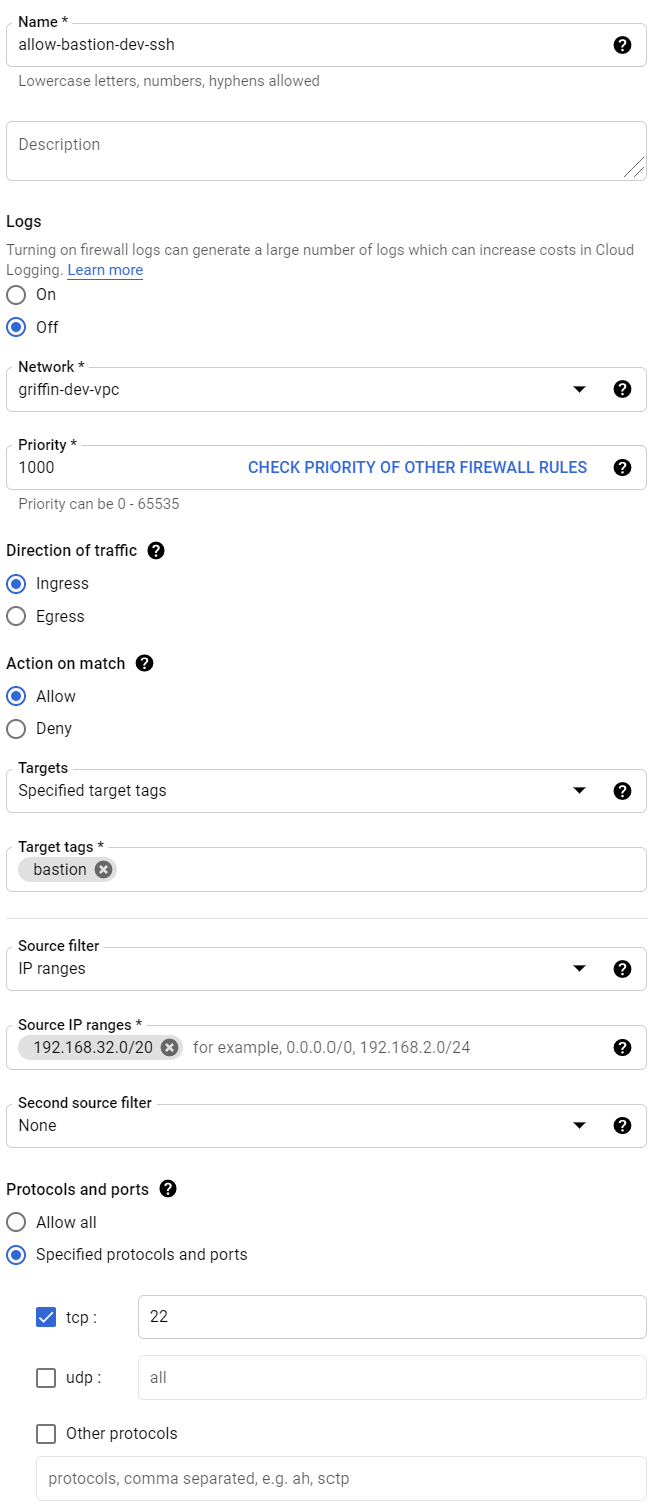 Name *
allow-bastion-dev-ssh
Lowercase letters, numbers, hyphens allowed
Description
Logs
Turning on firewall logs can generate a large number of logs which can increase costs in Cloud
Logging. Learn more
On
Off
Network *
griffin-dev-vpc
Priority *
1000 CHECK PRIORITY OF OTHER FIREWALL RULES
Priority can be 0 - 65535
Direction of traffic
Ingress
Egress
Action on match
Allow
Deny
Targets
Specified target tags
Target tags *
bastion
Source filter
IP ranges
Source IP ranges *
192.168.32.0/20 for example, 0.0.0.0/0, 192.168.2.0/24
Second source filter
None
Protocols and ports
Allow all
Specified protocols and ports
tcp : 22
udp : all
Other protocols
protocols, comma separated, e.g. ah, sctp